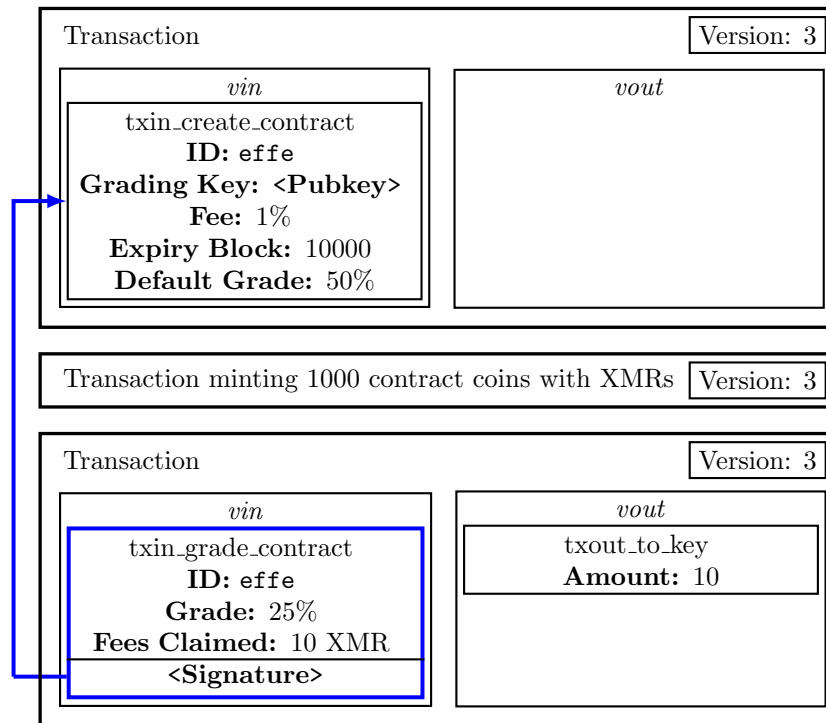 Transaction
Version: 3
vin
vout
txin_create_contract
ID: effe
Grading Key: <Pubkey>
Fee: 1%
Expiry Block: 10000
Default Grade: 50%
Transaction minting 1000 contract coins with XMRs
Version: 3
Transaction
Version: 3
vin
vout
txin_grade_contract
ID: effe
Grade: 25%
Fees Claimed: 10 XMR
<Signature>
txout_to_key
Amount: 10